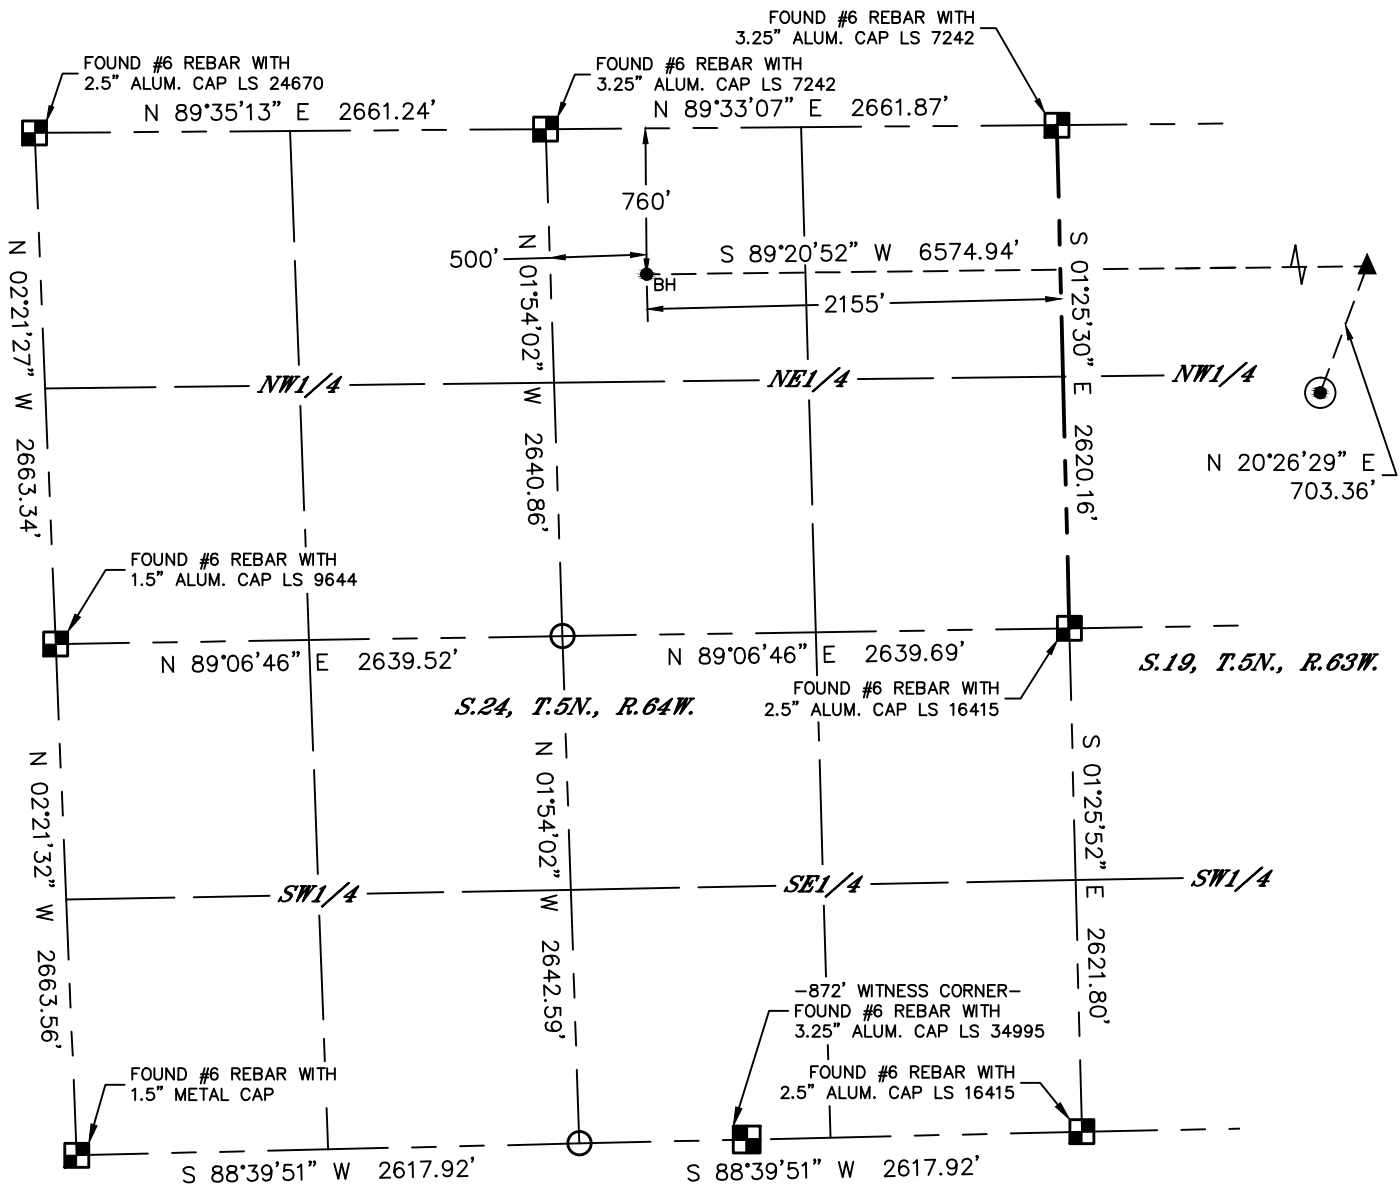 FOUND #6 REBAR WITH
3.25" ALUM. CAP LS 7242
FOUND #6 REBAR WITH
2.5" ALUM. CAP LS 24670
FOUND #6 REBAR WITH
3.25" ALUM. CAP LS 7242
N 89°35'13" E 2661.24'
N 89°33'07" E 2661.87'
760'
500'
S 89°20'52" W 6574.94'
BH
2155'
N 02°21'27" W 2663.34'
N 01°54'02" W 2640.86'
S 01°25'30" E 2620.16'
NW1/4
NE1/4
NW1/4
N 20°26'29" E
703.36'
FOUND #6 REBAR WITH
1.5" ALUM. CAP LS 9644
N 89°06'46" E 2639.52'
N 89°06'46" E 2639.69'
S.19, T.5N., R.63W.
FOUND #6 REBAR WITH
2.5" ALUM. CAP LS 16415
S.24, T.5N., R.64W.
N 02°21'32" W 2663.56'
N 01°54'02" W 2642.59'
S 01°25'52" E 2621.80'
SW1/4
SE1/4
SW1/4
-872' WITNESS CORNER-
FOUND #6 REBAR WITH
3.25" ALUM. CAP LS 34995
FOUND #6 REBAR WITH
1.5" METAL CAP
FOUND #6 REBAR WITH
2.5" ALUM. CAP LS 16415
S 88°39'51" W 2617.92'
S 88°39'51" W 2617.92'